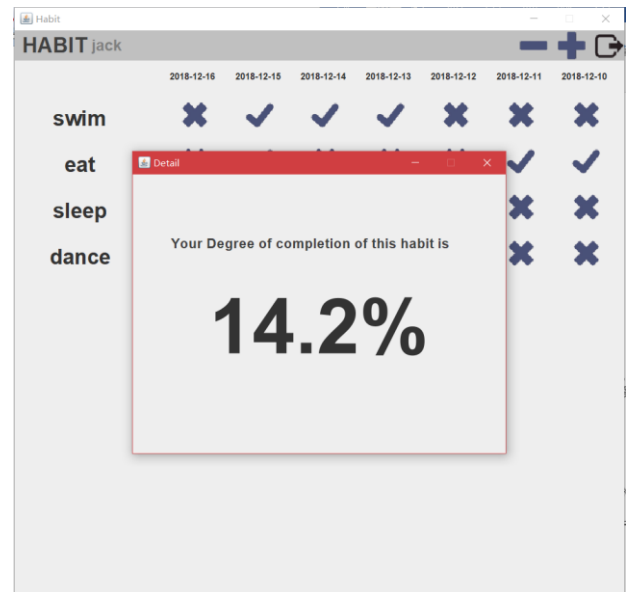 Habit
HABIT jack
2018-12-16 2018-12-15 2018-12-14 2018-12-13 2018-12-12 2018-12-11 2018-12-10
swim
eat
Detail
sleep
Your Degree of completion of this habit is
dance
14.2%